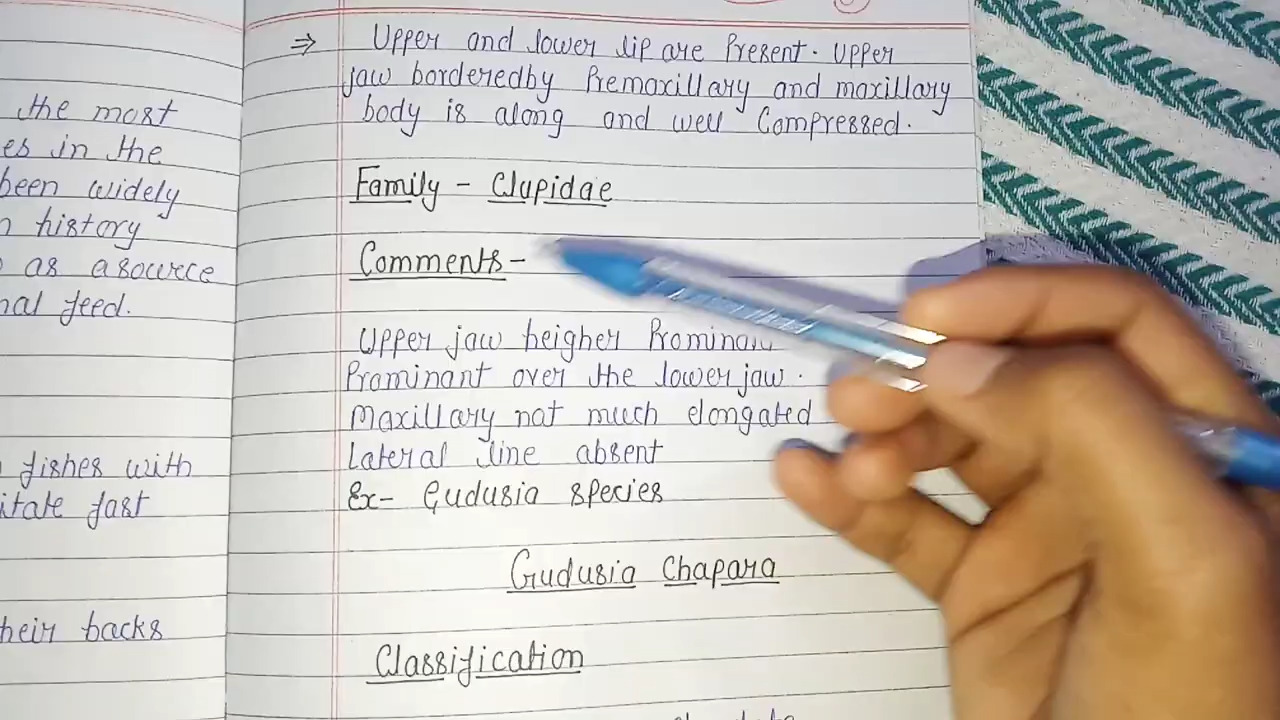 the most
es in the
been widely
history
as a source
nal feed.
fishes with
itate fast
heir backs
⇒ Upper and lower lip are Present. Upper
jaw borderedby Premaxillary and maxillary
body is along and well Compressed.
Family - Clupidae
Comments -
Upper jaw heigher
Prominant over the lower jaw.
Maxillary not much elongated
Lateral line absent
Ex- Gudusia species
Gudusia Chapara
Classification